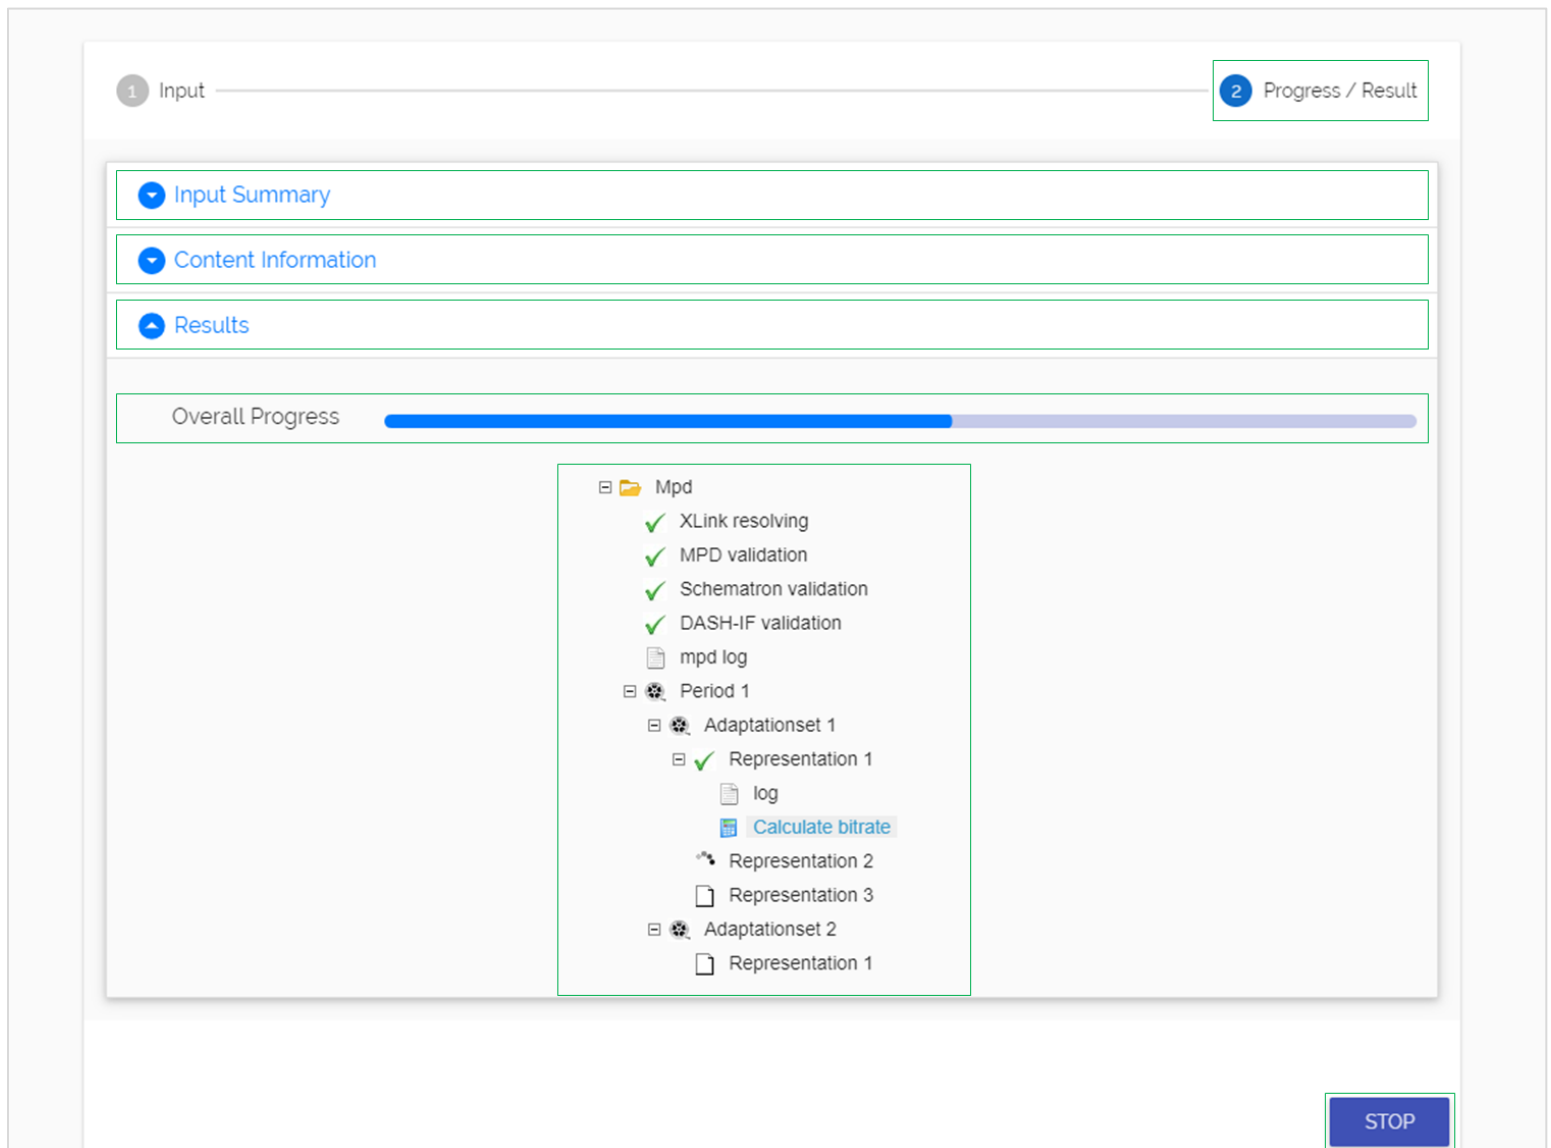 1 Input
2 Progress / Result
Input Summary
Content Information
Results
Overall Progress
Mpd
XLink resolving
MPD validation
Schematron validation
DASH-IF validation
mpd log
Period 1
Adaptationset 1
Representation 1
log
Calculate bitrate
Representation 2
Representation 3
Adaptationset 2
Representation 1
STOP